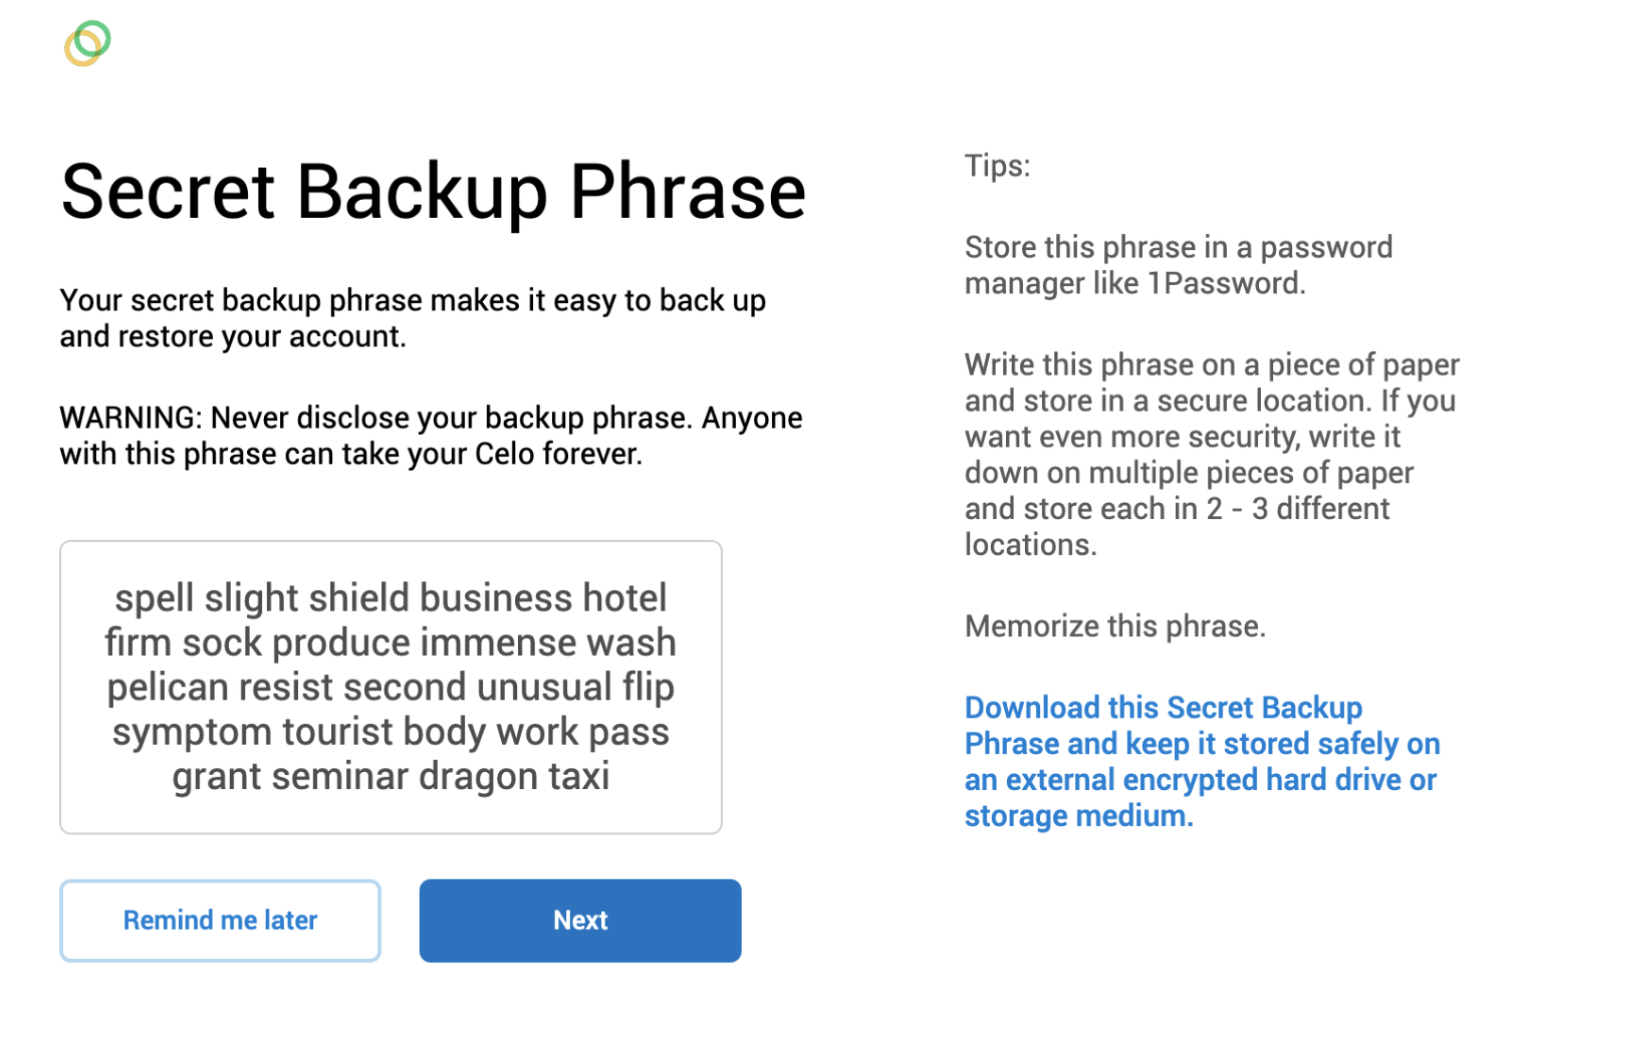 Secret Backup Phrase
Your secret backup phrase makes it easy to back up
and restore your account.
WARNING: Never disclose your backup phrase. Anyone
with this phrase can take your Celo forever.
spell slight shield business hotel
firm sock produce immense wash
pelican resist second unusual flip
symptom tourist body work pass
grant seminar dragon taxi
Remind me later
Next
Tips:
Store this phrase in a password
manager like 1Password.
Write this phrase on a piece of paper
and store in a secure location. If you
want even more security, write it
down on multiple pieces of paper
and store each in 2 - 3 different
locations.
Memorize this phrase.
Download this Secret Backup
Phrase and keep it stored safely on
an external encrypted hard drive or
storage medium.